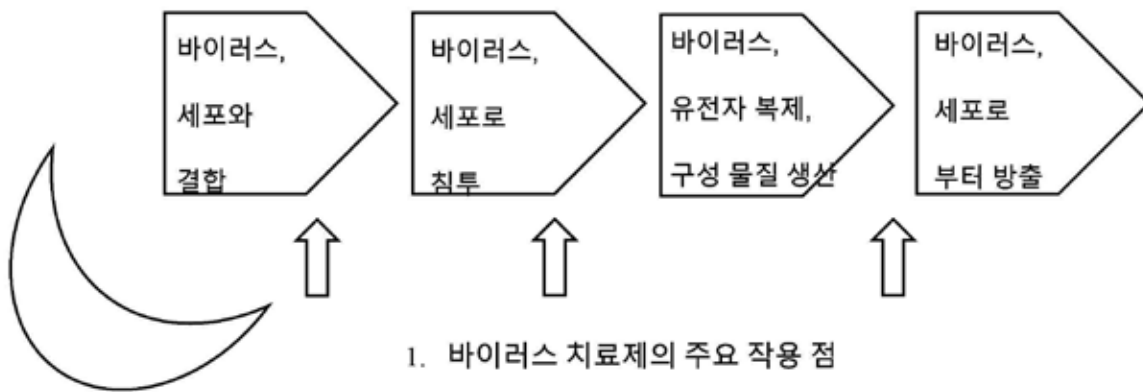 바이러스,
세포와
결합
바이러스,
세포로
침투
바이러스,
유전자 복제,
구성 물질 생산
바이러스,
세포로
부터 방출
1. 바이러스 치료제의 주요 작용 점